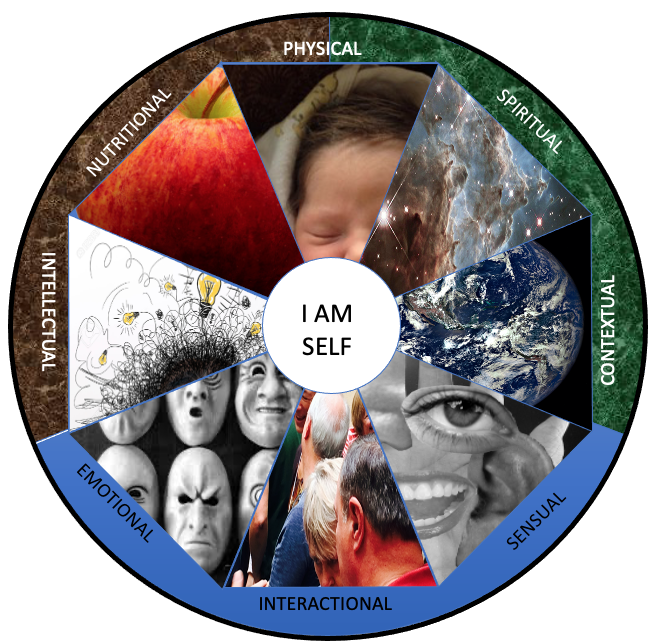 PHYSICAL
SPIRITUAL
CONTEXTUAL
SENSUAL
INTERACTIONAL
EMOTIONAL
INTELLECTUAL
NUTRITIONAL
I AM
SELF